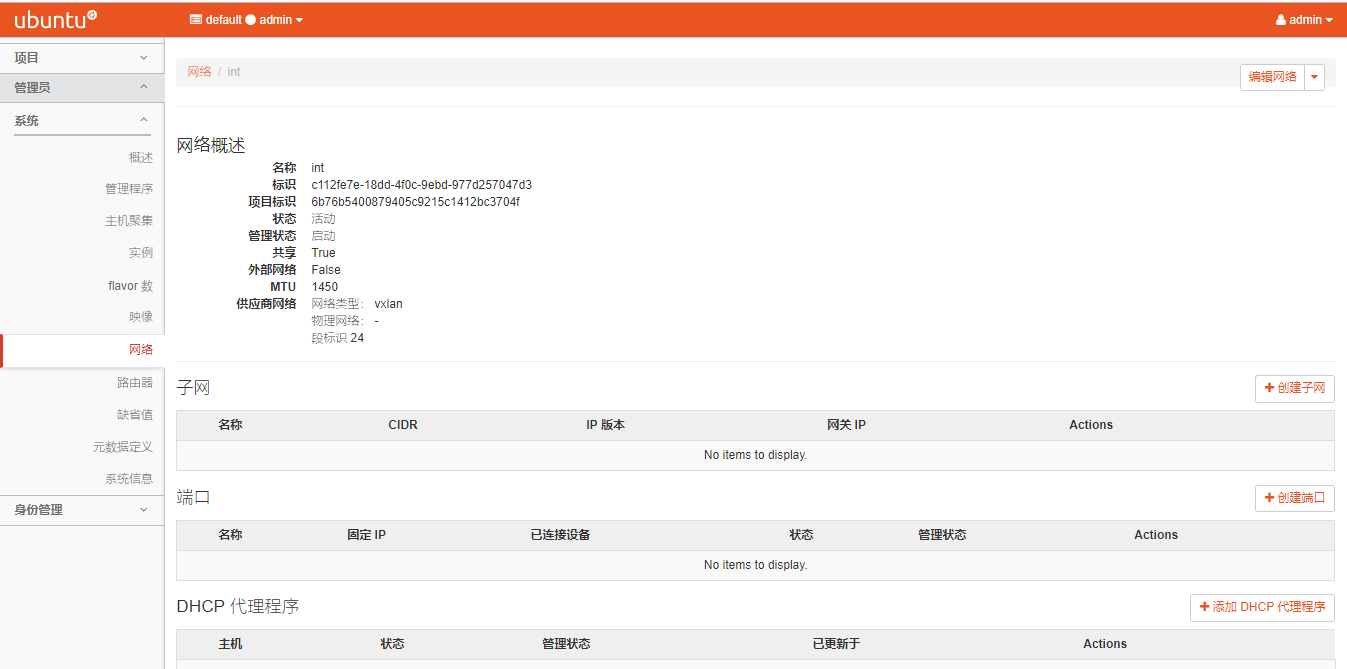 ubuntu
default admin
admin
项目
管理员
系统
概述
管理程序
主机聚集
实例
flavor 数
映像
网络
路由器
缺省值
元数据定义
系统信息
身份管理
网络 / int
编辑网络
网络概述
名称 int
标识 c112fe7e-18dd-4f0c-9ebd-977d257047d3
项目标识 6b76b5400879405c9215c1412bc3704f
状态 活动
管理状态 启动
共享 True
外部网络 False
MTU 1450
供应商网络 网络类型： vxlan
物理网络： -
段标识 24
子网
创建子网
名称 CIDR IP 版本 网关 IP Actions
No items to display.
端口
创建端口
名称 固定 IP 已连接设备 状态 管理状态 Actions
No items to display.
DHCP 代理程序
添加 DHCP 代理程序
主机 状态 管理状态 已更新于 Actions